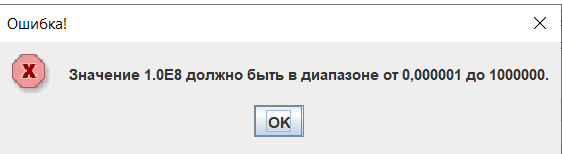 Ошибка!
Значение 1.0E8 должно быть в диапазоне от 0,000001 до 1000000.
OK